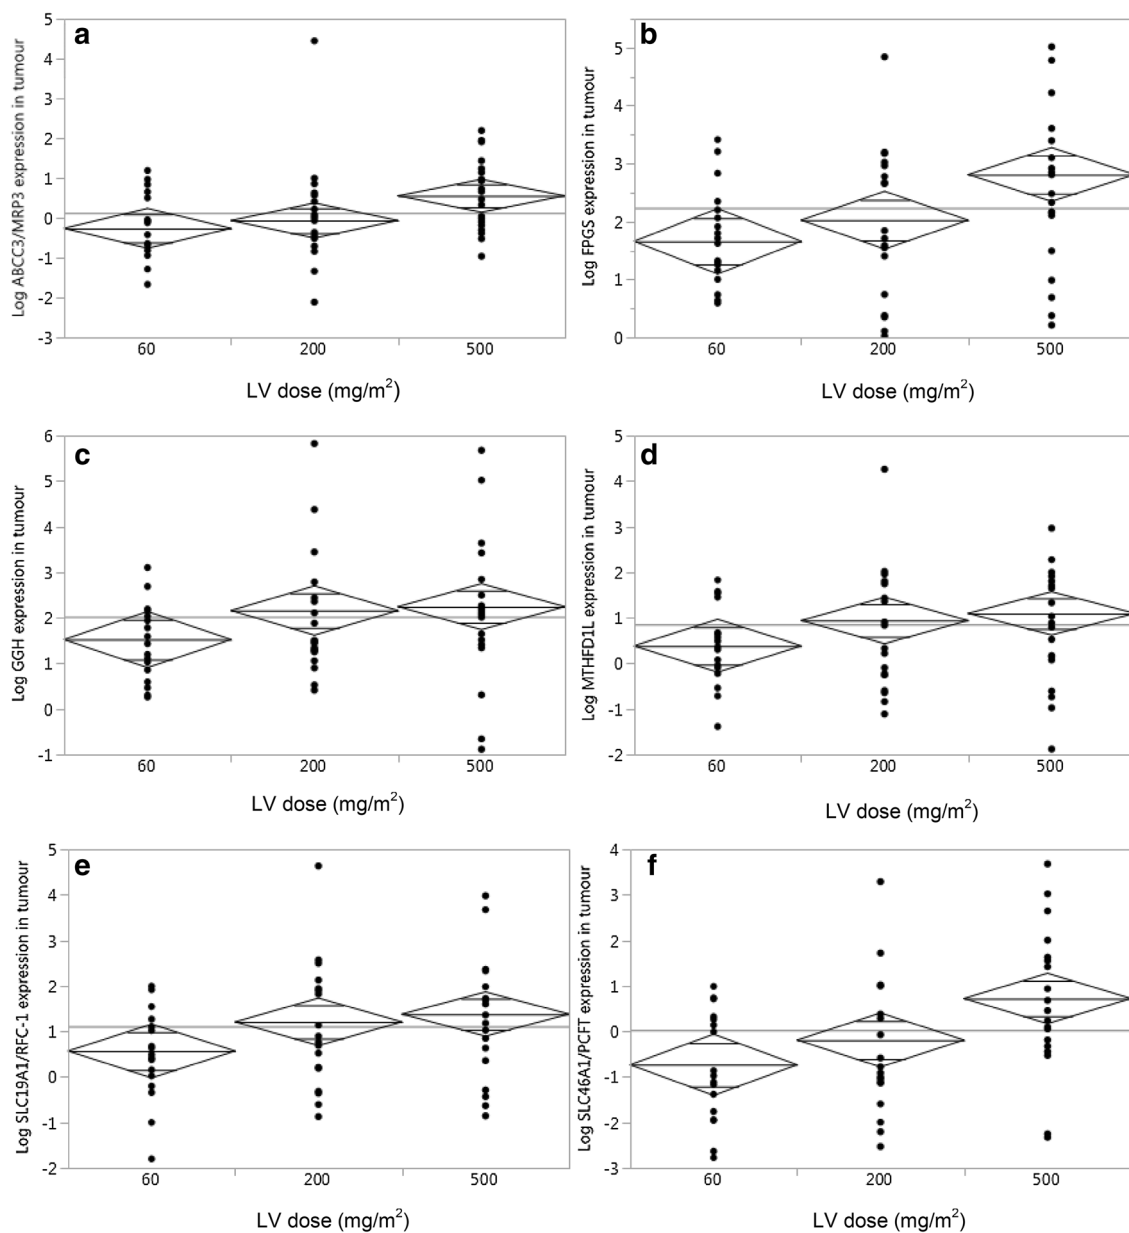 a
Log ABCC3/MRP3 expression in tumour
5
4
3
2
1
0
-1
-2
-3
60 200 500
LV dose (mg/m²)
b
Log FPGS expression in tumour
5
4
3
2
1
0
60 200 500
LV dose (mg/m²)
c
Log GGH expression in tumour
6
5
4
3
2
1
0
-1
60 200 500
LV dose (mg/m²)
d
Log MTHFD1L expression in tumour
5
4
3
2
1
0
-1
-2
60 200 500
LV dose (mg/m²)
e
Log SLC19A1/RFC-1 expression in tumour
5
4
3
2
1
0
-1
-2
60 200 500
LV dose (mg/m²)
f
Log SLC46A1/PCFT expression in tumour
4
3
2
1
0
-1
-2
-3
60 200 500
LV dose (mg/m²)